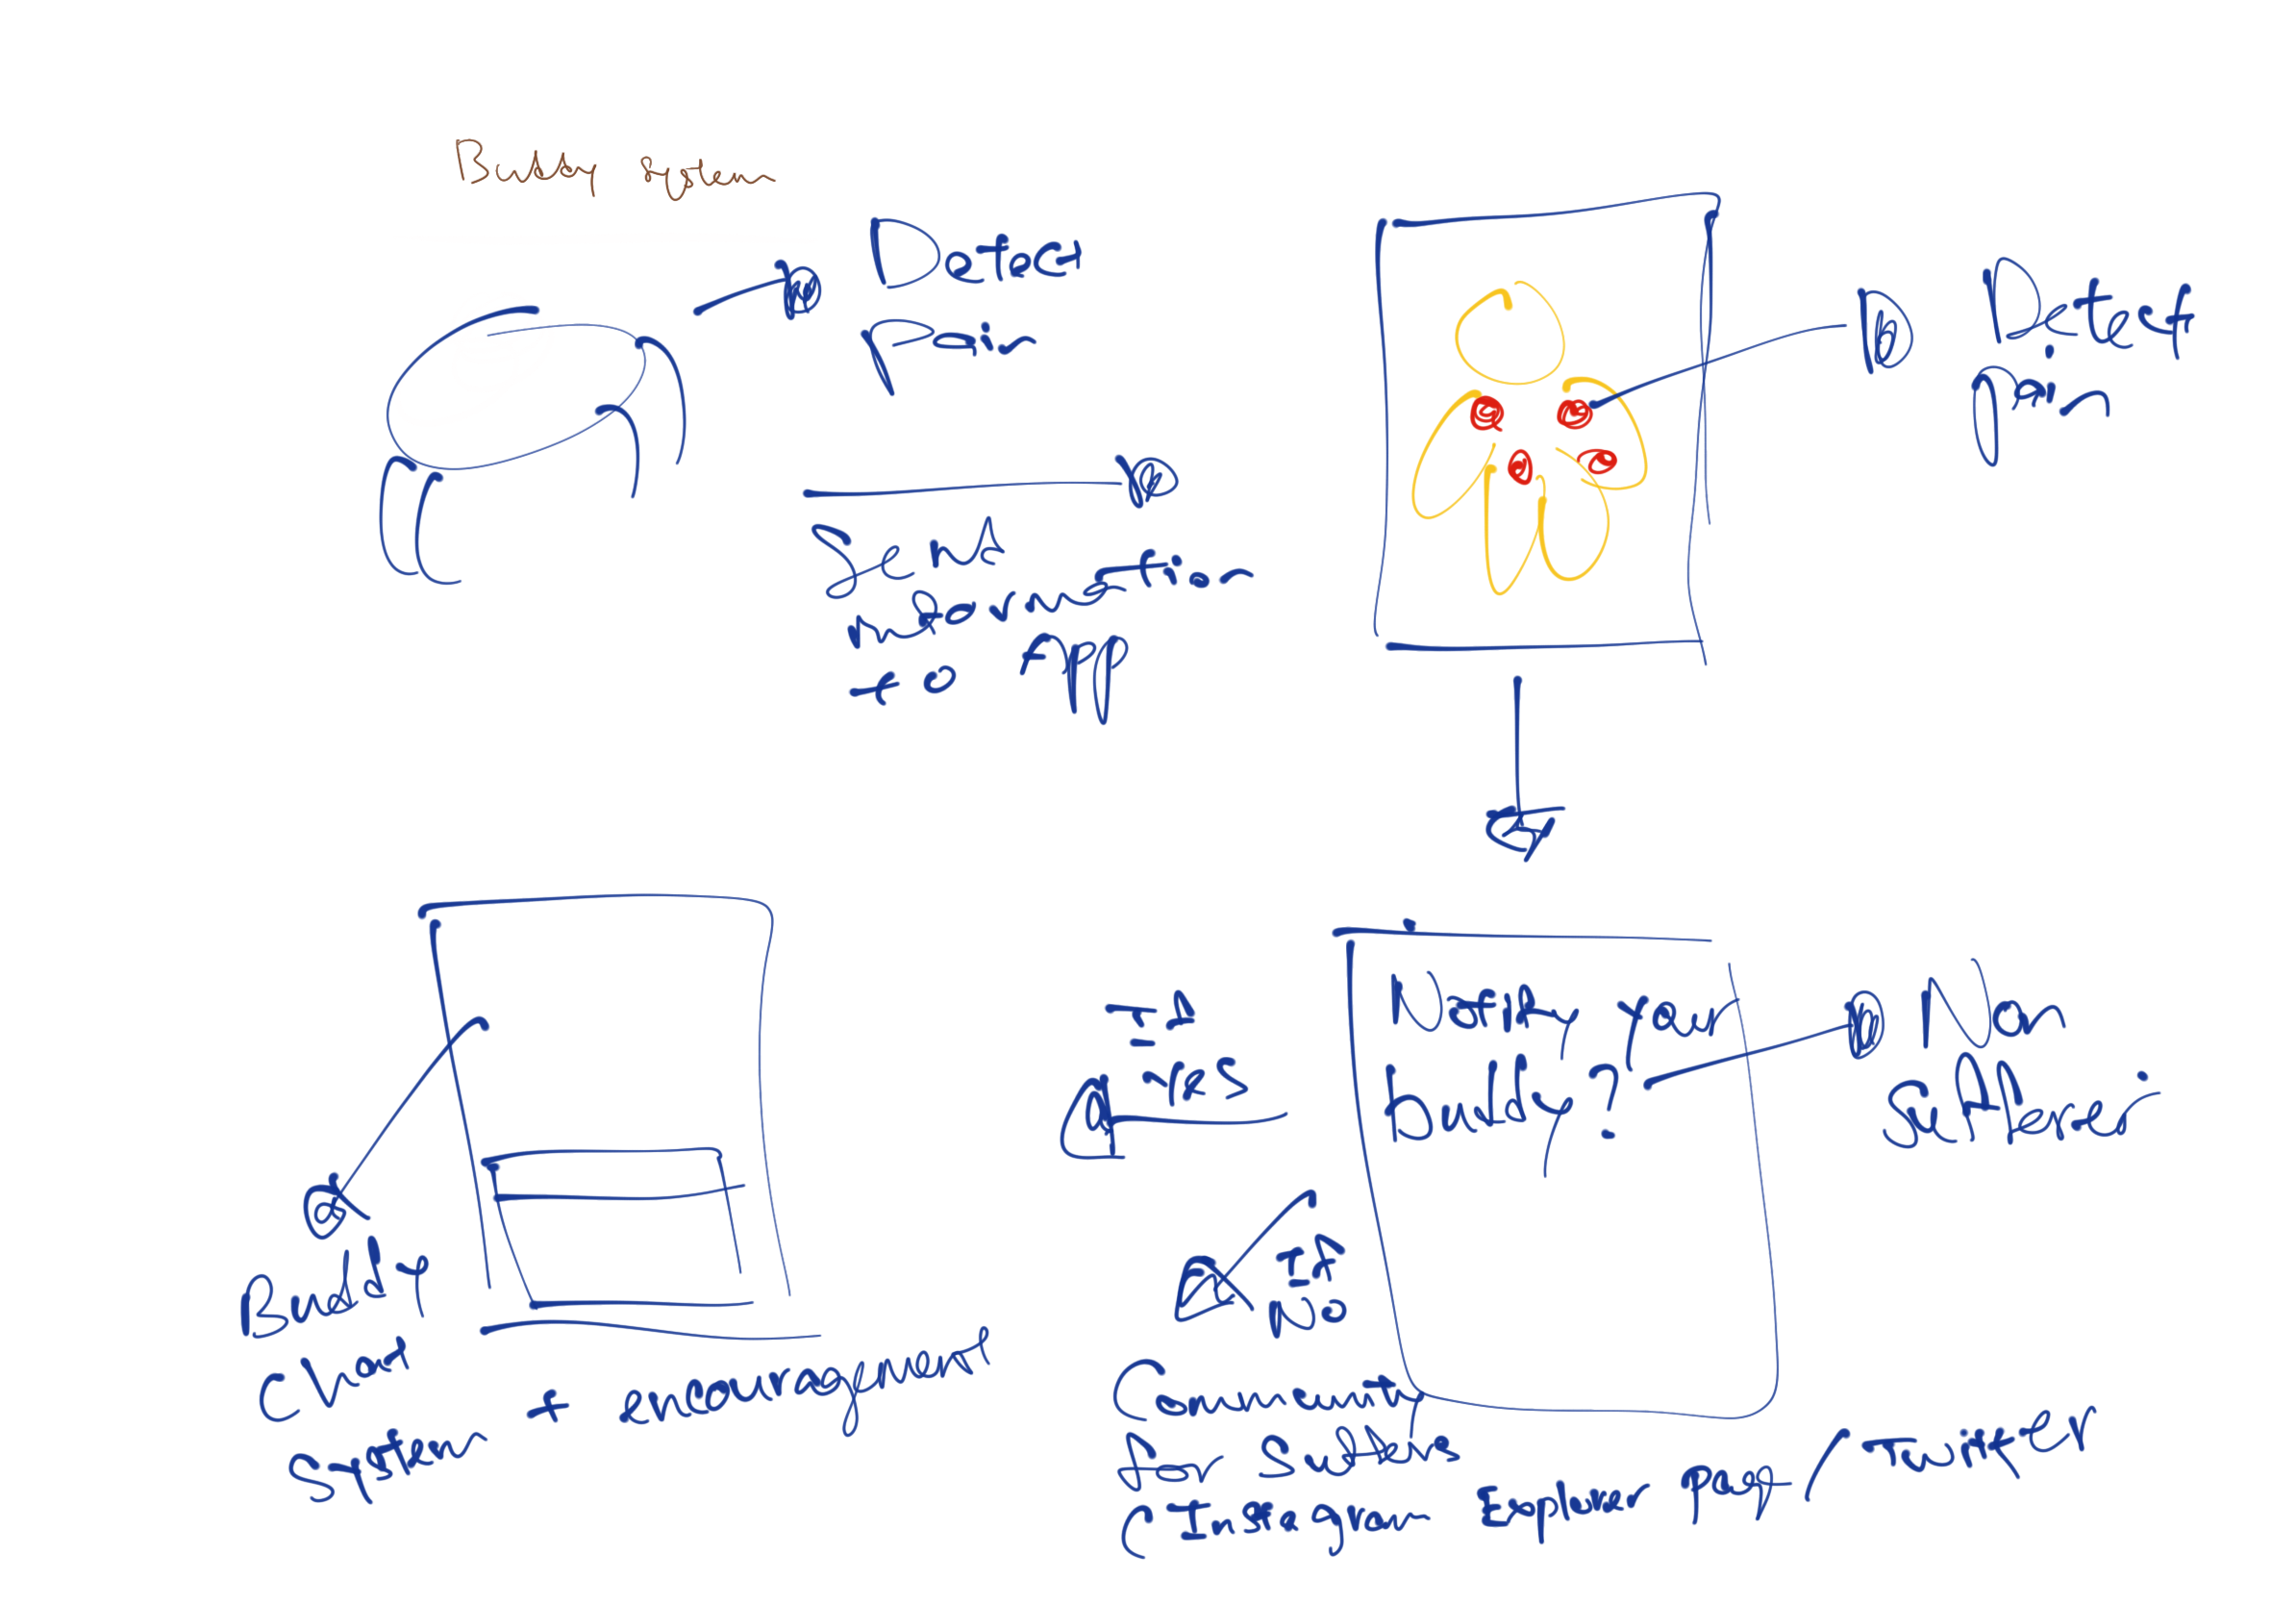 Buddy system
Detect
Pain
Send
information
to App
Detect
pain
Notify your
buddy?
Non
Sufferer
If
Yes
If
No
Buddy
Chat
System + encouragement
Community
for Sufferers
(Instagram Explorer Page / Twitter